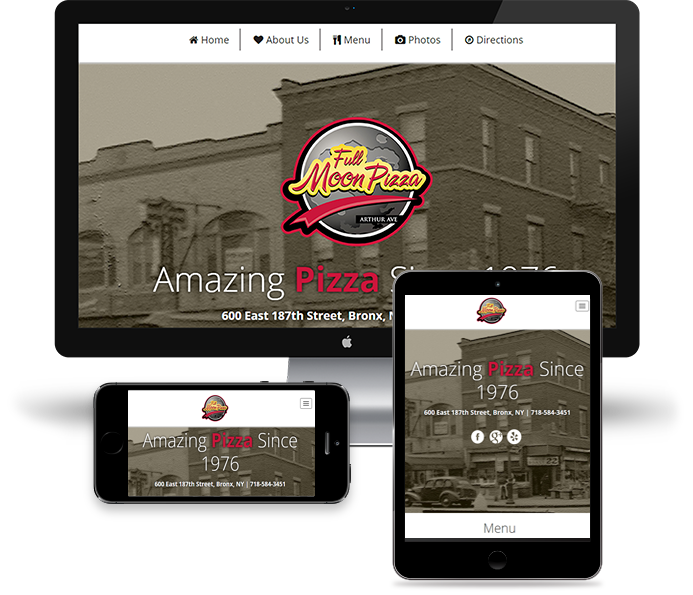 Home
About Us
Menu
Photos
Directions
Full
Moon Pizza
ARTHUR AVE
Amazing Pizza Since 1976
600 East 187th Street, Bronx, N
Full
Moon Pizza
Amazing Pizza Since
1976
600 East 187th Street, Bronx, NY | 718-584-3451
Full
Moon Pizza
Amazing Pizza Since
1976
600 East 187th Street, Bronx, NY | 718-584-3451
f
g+
Menu